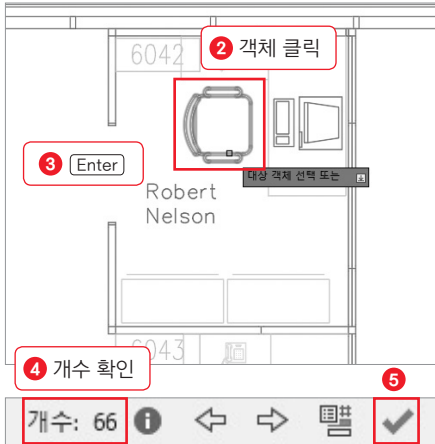 6042
2 객체 클릭
3 Enter
대상 객체 선택 또는
Robert
Nelson
6043
4 개수 확인
5
개수: 66